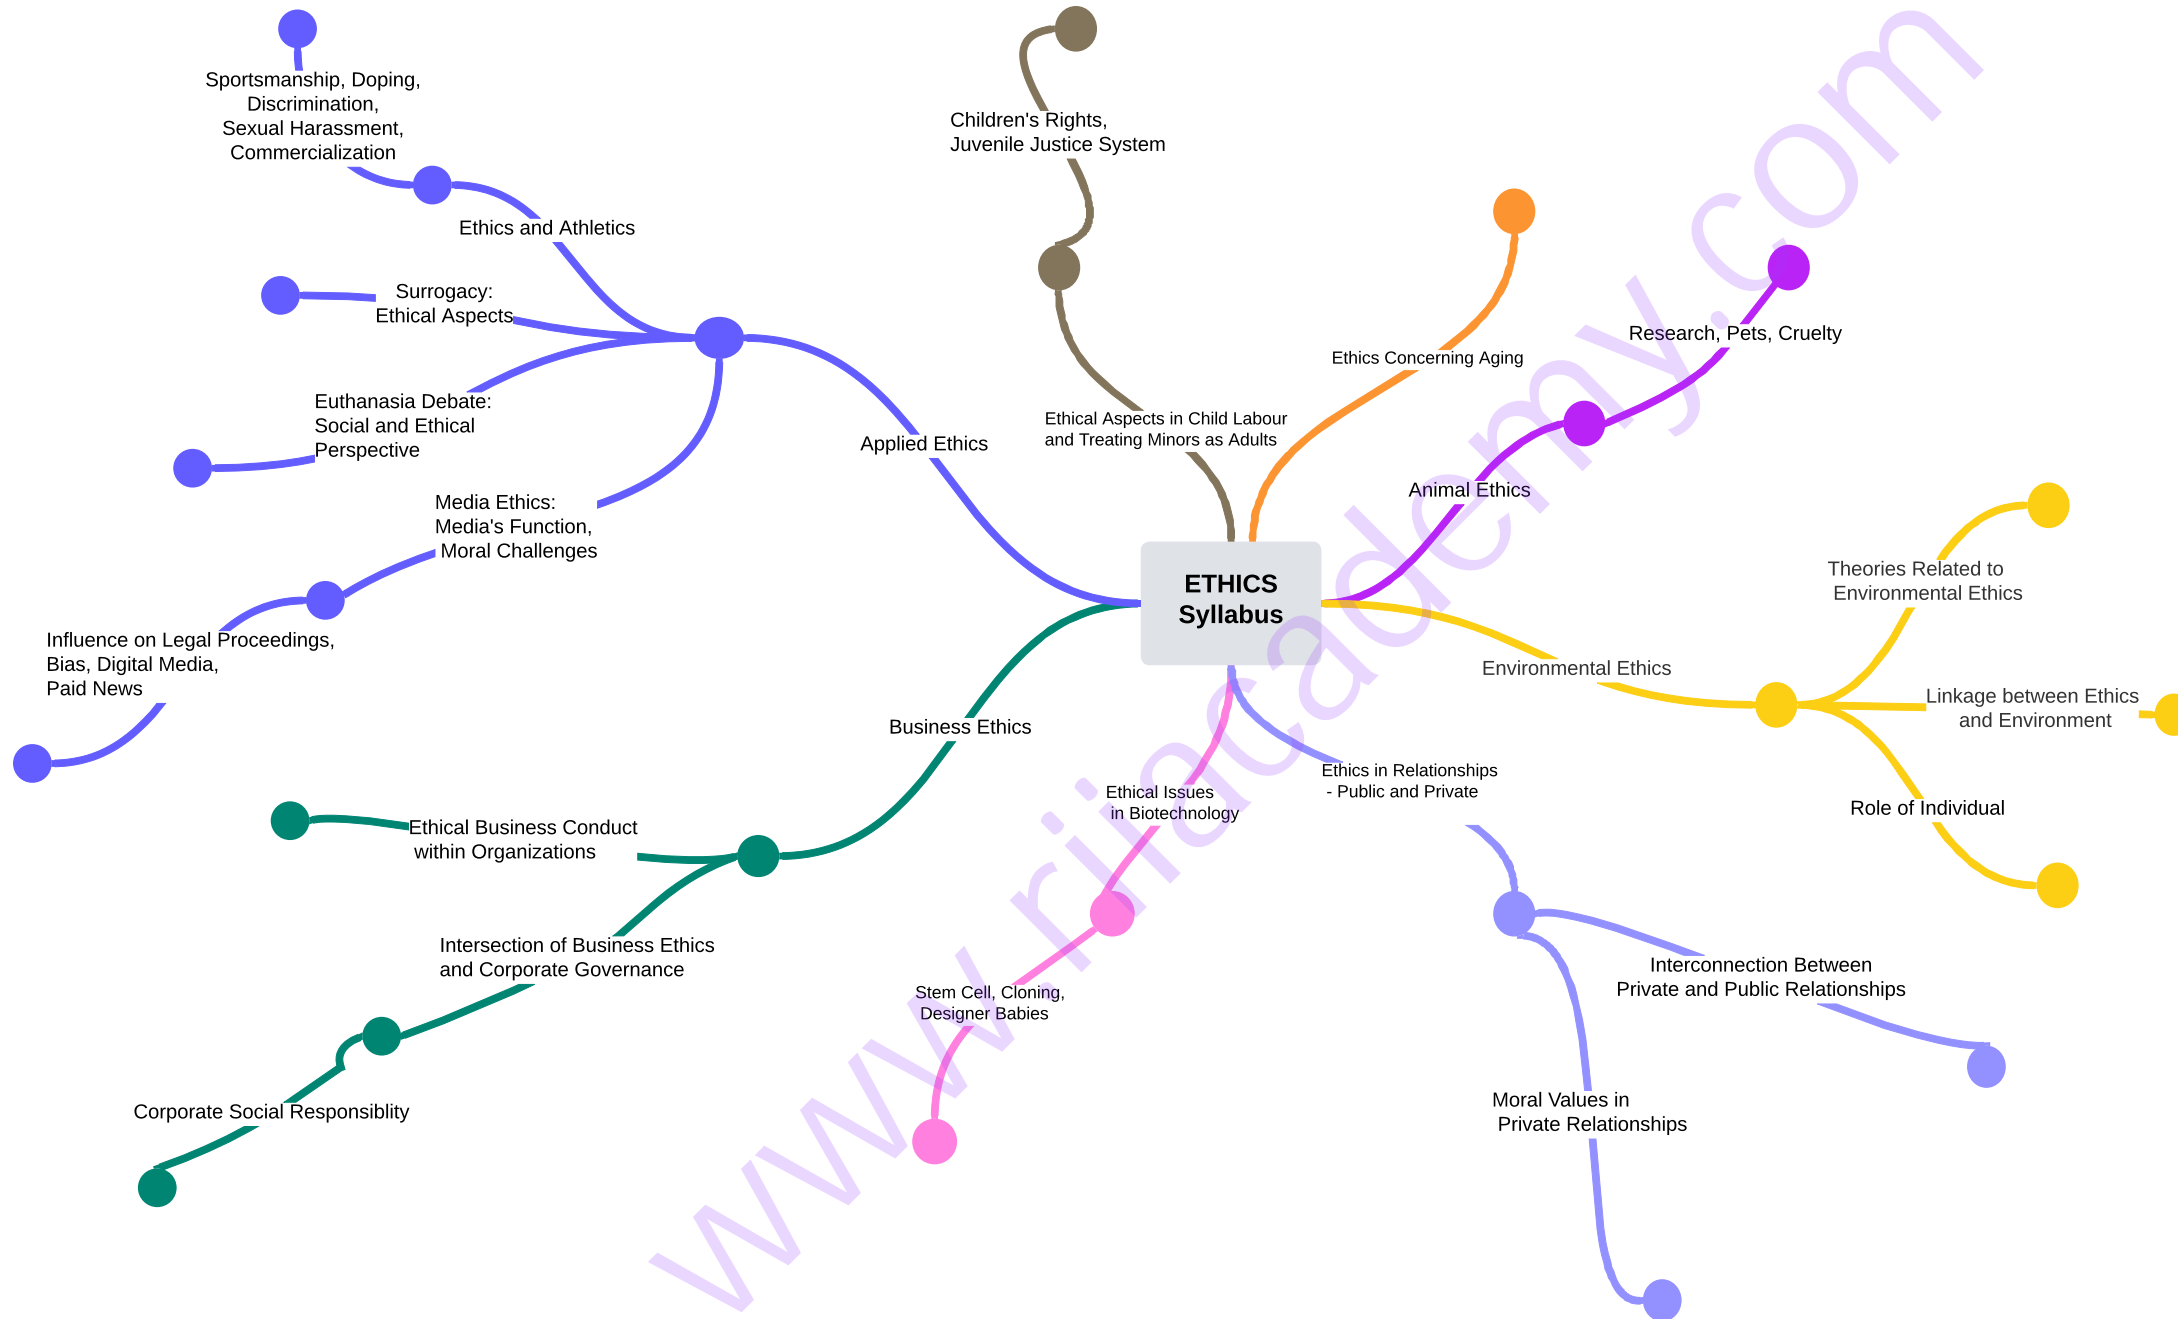 Sportsmanship, Doping,
Discrimination,
Sexual Harassment,
Commercialization
Ethics and Athletics
Surrogacy:
Ethical Aspects
Euthanasia Debate:
Social and Ethical
Perspective
Media Ethics:
Media's Function,
Moral Challenges
Influence on Legal Proceedings,
Bias, Digital Media,
Paid News
Applied Ethics
Children's Rights,
Juvenile Justice System
Ethical Aspects in Child Labour
and Treating Minors as Adults
Ethics Concerning Aging
Research, Pets, Cruelty
Animal Ethics
ETHICS
Syllabus
Theories Related to
Environmental Ethics
Environmental Ethics
Linkage between Ethics
and Environment
Role of Individual
Business Ethics
Ethical Business Conduct
within Organizations
Intersection of Business Ethics
and Corporate Governance
Corporate Social Responsiblity
Ethical Issues
in Biotechnology
Stem Cell, Cloning,
Designer Babies
Ethics in Relationships
- Public and Private
Interconnection Between
Private and Public Relationships
Moral Values in
Private Relationships